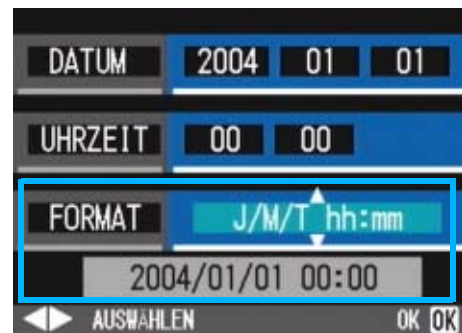 DATUM 2004 01 01
UHRZEIT 00 00
FORMAT J/M/T hh:mm
2004/01/01 00:00
AUSWÄHLEN OK OK